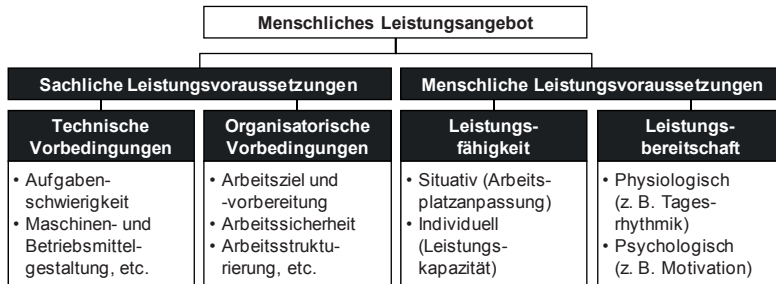 Menschliches Leistungsangebot
Sachliche Leistungsvoraussetzungen
Menschliche Leistungsvoraussetzungen
Technische
Vorbedingungen
• Aufgaben-
schwierigkeit
• Maschinen- und
Betriebsmittel-
gestaltung, etc.
Organisatorische
Vorbedingungen
• Arbeitsziel und
-vorbereitung
• Arbeitssicherheit
• Arbeitsstruktu-
rierung, etc.
Leistungs-
fähigkeit
• Situativ (Arbeits-
platzanpassung)
• Individuell
(Leistungs-
kapazität)
Leistungs-
bereitschaft
• Physiologisch
(z. B. Tages-
rhythmik)
• Psychologisch
(z. B. Motivation)